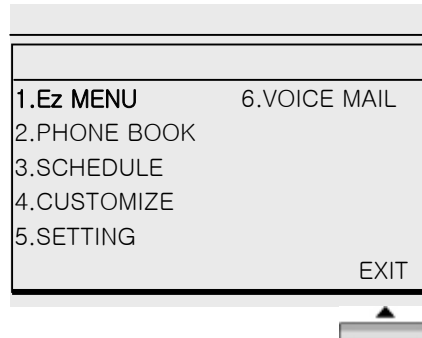 1.Ez MENU 6.VOICE MAIL
2.PHONE BOOK
3.SCHEDULE
4.CUSTOMIZE
5.SETTING
EXIT